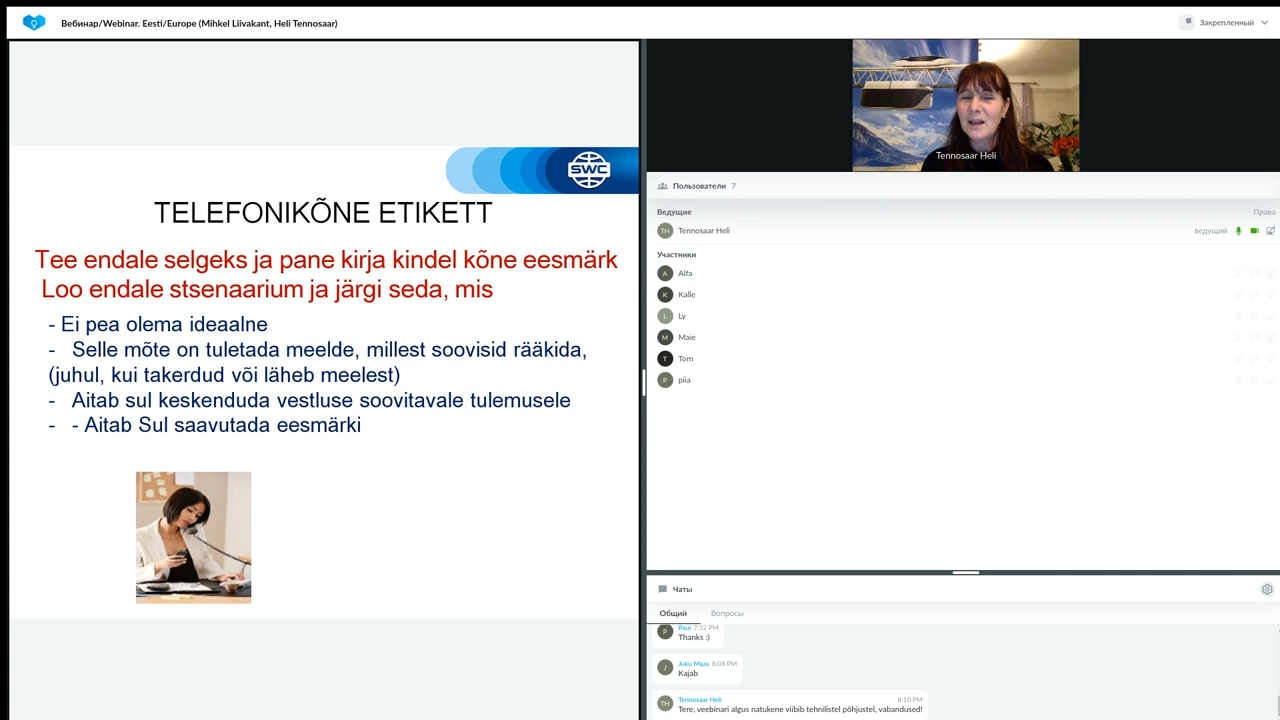 Вебинар/Webinar. Eesti/Europe (Mihkel Liivakant, Heli Tennosaar)
Закрепленный
SWC
TELEFONIKÕNE ETIKETT
Tee endale selgeks ja pane kirja kindel kõne eesmärk
Loo endale stsenaarium ja järgi seda, mis
- Ei pea olema ideaalne
- Selle mõte on tuletada meelde, millest soovisid rääkida,
(juhul, kui takerdud või läheb meelest)
- Aitab sul keskenduda vestluse soovitavale tulemusele
- - Aitab Sul saavutada eesmärki
Tennosaar Heli
Пользователи 7
Ведущие Права
TH Tennosaar Heli ведущий
Участники
A Alfa
K Kalle
L Ly
M Maie
T Tom
P piia
Чаты
Общий Вопросы
Paul 7:32 PM
P Thanks :)
Juku Maas 8:08 PM
J Kajab
Tennosaar Heli 8:10 PM
TH Tere, veebinari algus natukene viibib tehnilistel põhjustel, vabandused!